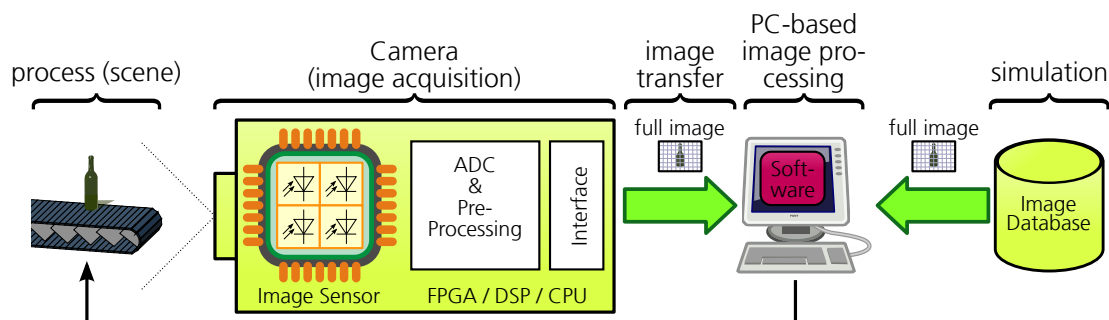 process (scene)
Camera
(image acquisition)
image
transfer
PC-based
image pro-
cessing
simulation
full image
full image
ADC
&
Pre-
Processing
Interface
Soft-
ware
Image
Database
Image Sensor
FPGA / DSP / CPU